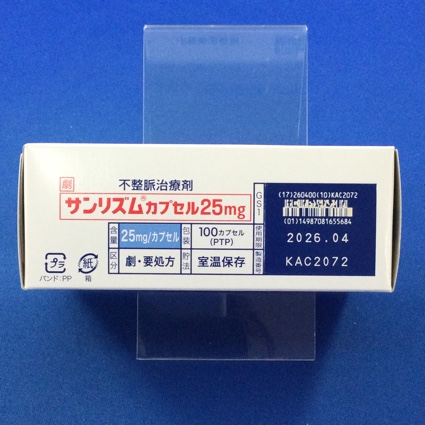 劇
不整脈治療剤
サンリズム®カプセル25mg
含量 25mg/カプセル
包装 100カプセル
(PTP)
区分 劇・要処方
貯法 室温保存
プラ
バンド:PP
紙
箱
GS1
(17)260400(10)KAC2072
(01)14987081655684
使用期限 2026.04
製造番号 KAC2072